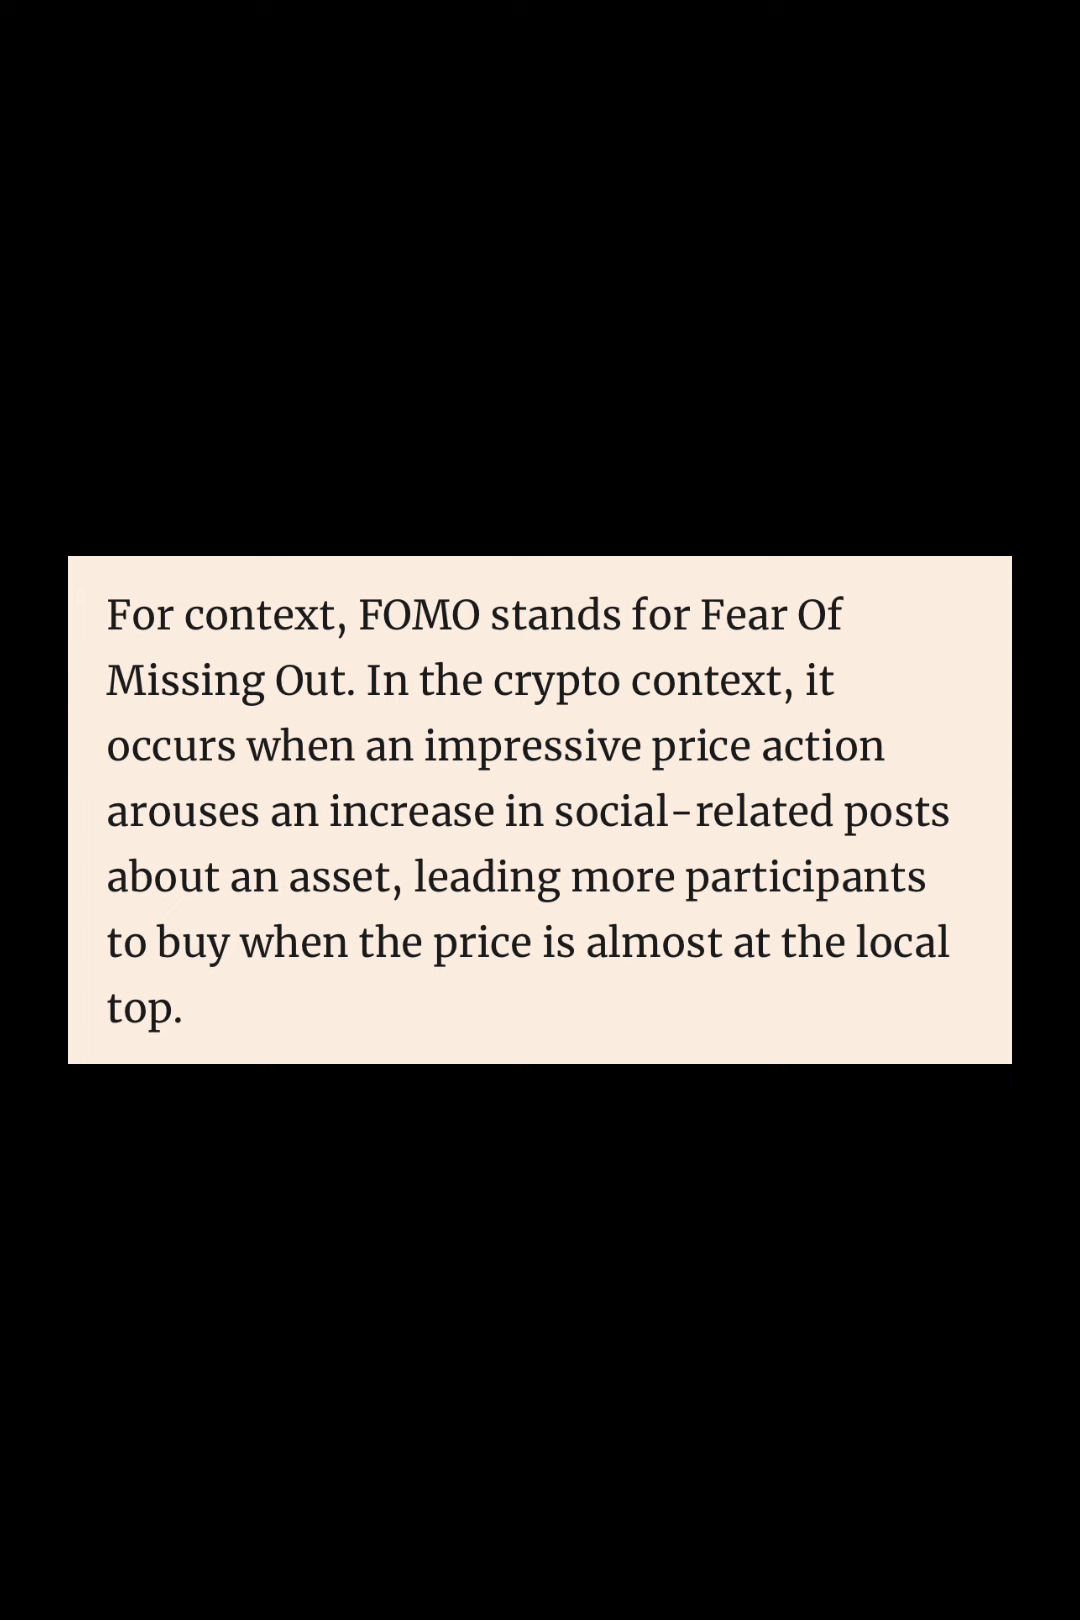 For context, FOMO stands for Fear Of
Missing Out. In the crypto context, it
occurs when an impressive price action
arouses an increase in social-related posts
about an asset, leading more participants
to buy when the price is almost at the local
top.